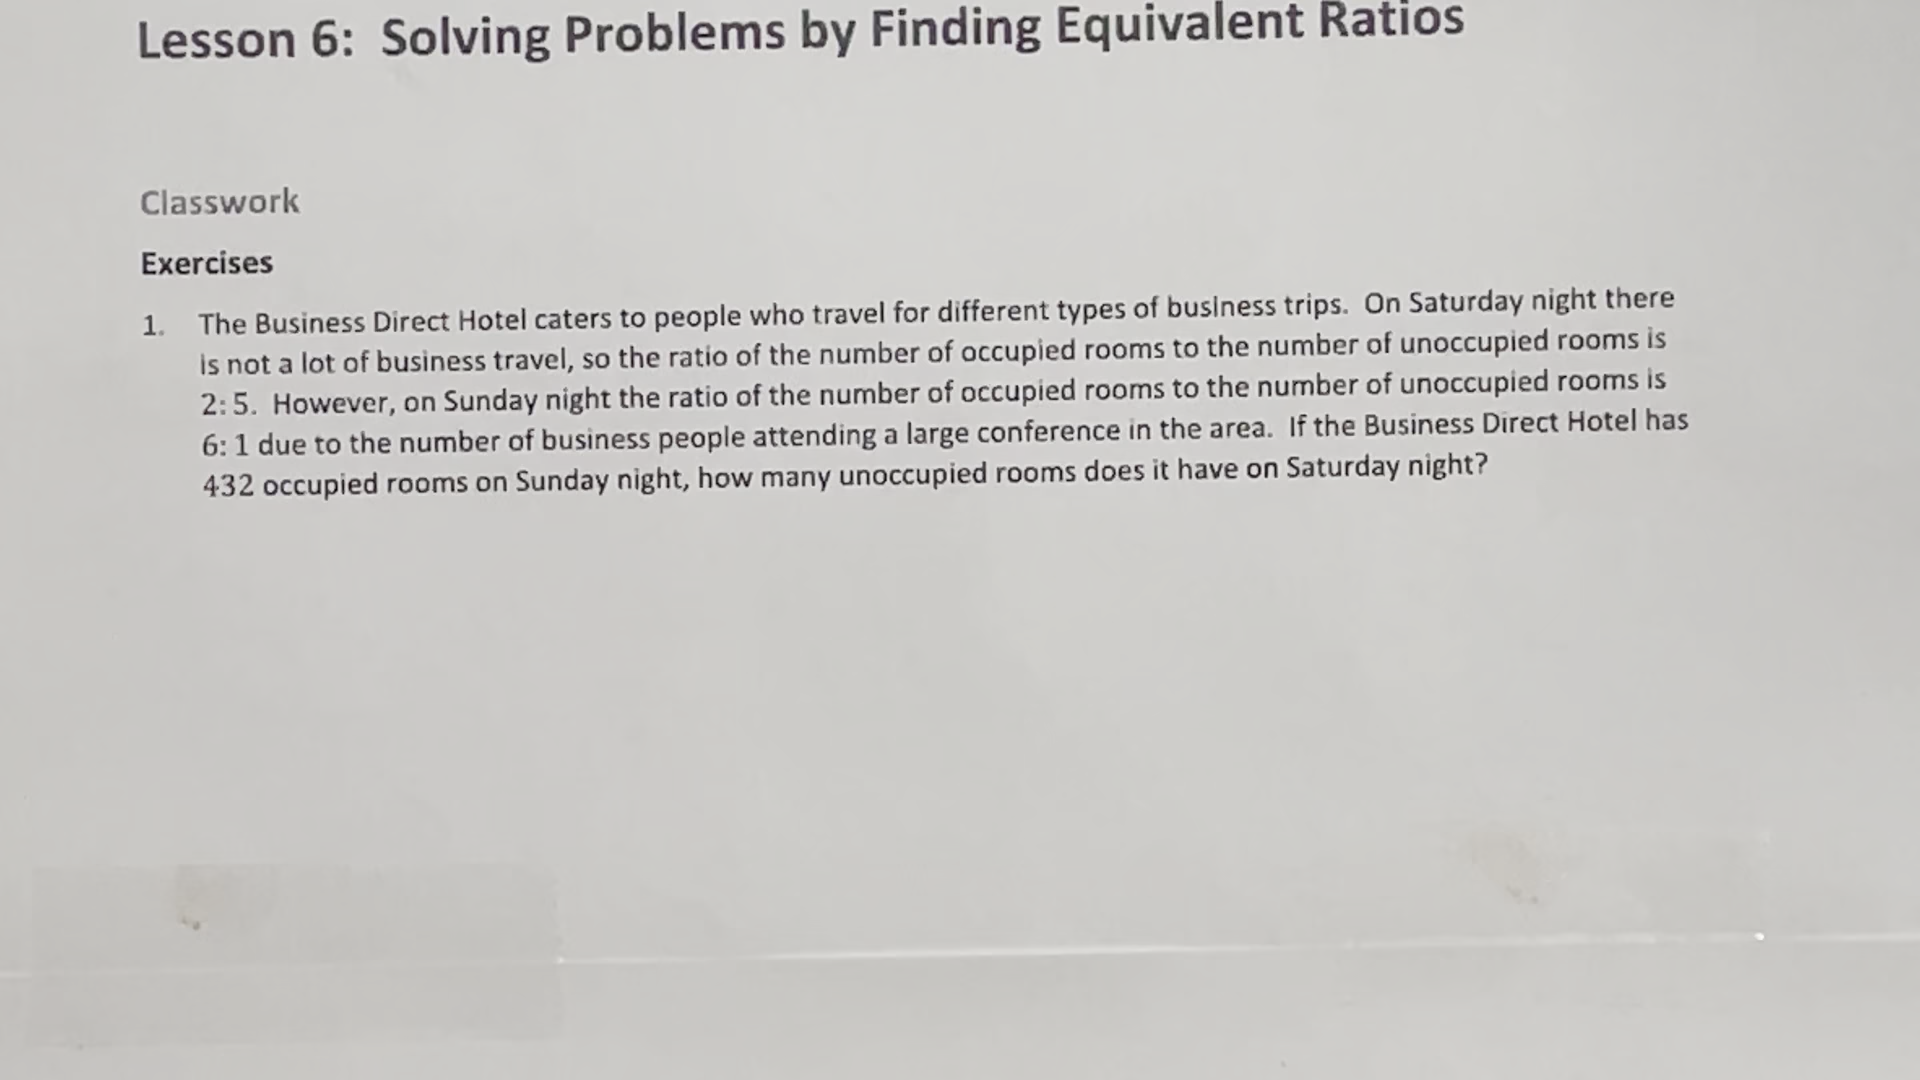 Lesson 6: Solving Problems by Finding Equivalent Ratios
Classwork
Exercises
1. The Business Direct Hotel caters to people who travel for different types of business trips. On Saturday night there
is not a lot of business travel, so the ratio of the number of occupied rooms to the number of unoccupied rooms is
2: 5. However, on Sunday night the ratio of the number of occupied rooms to the number of unoccupied rooms is
6: 1 due to the number of business people attending a large conference in the area. If the Business Direct Hotel has
432 occupied rooms on Sunday night, how many unoccupied rooms does it have on Saturday night?